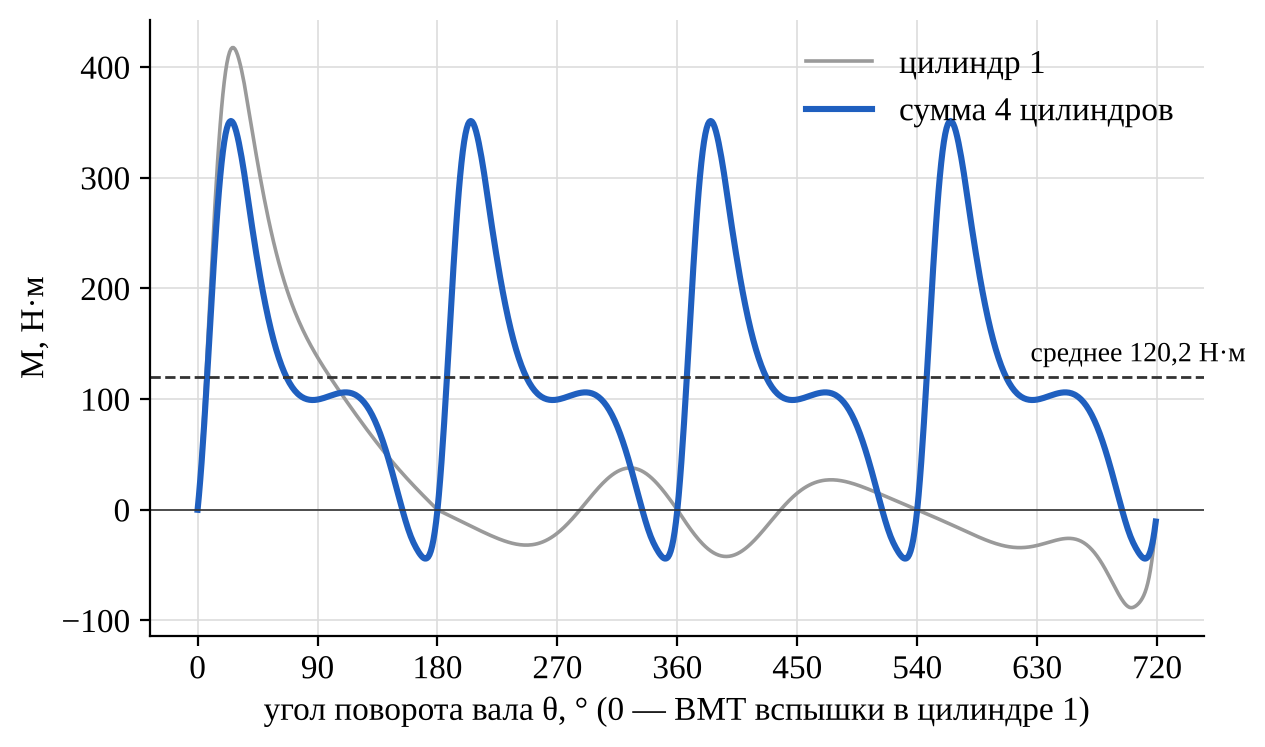 цилиндр 1
сумма 4 цилиндров
среднее 120,2 Н·м
М, Н·м
400
300
200
100
0
−100
0 90 180 270 360 450 540 630 720
угол поворота вала θ, ° (0 — ВМТ вспышки в цилиндре 1)